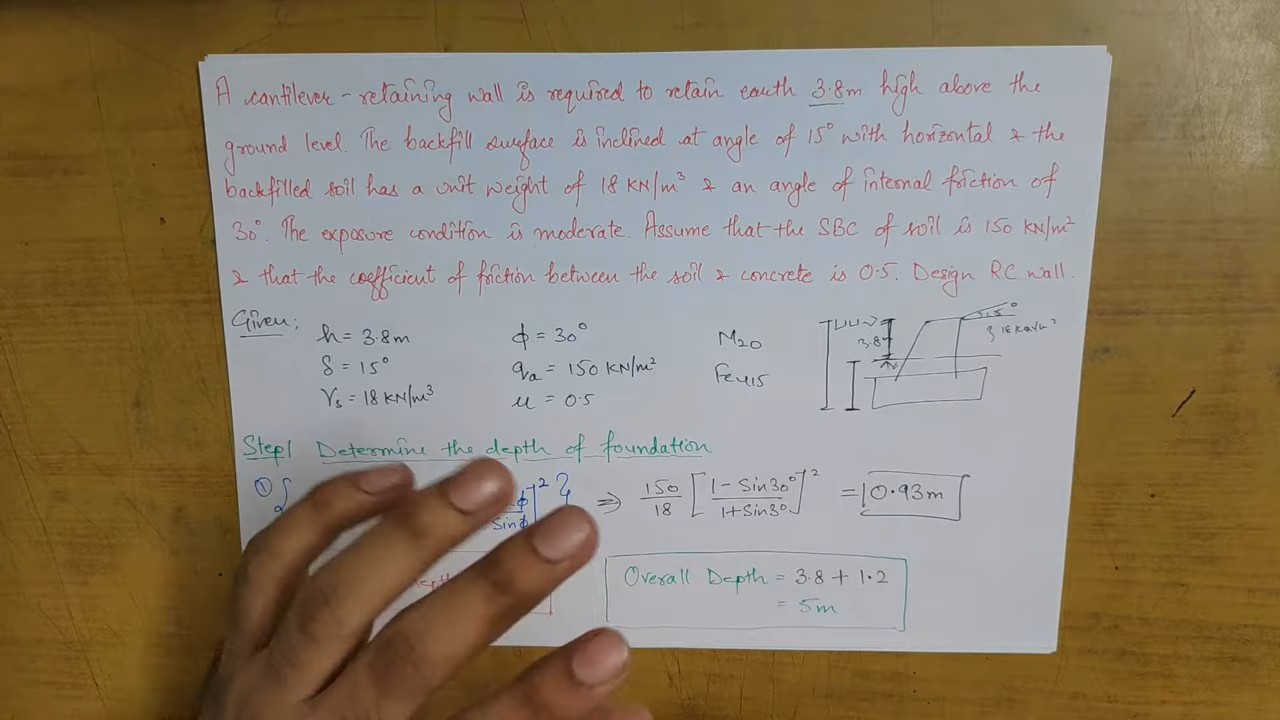 A cantilever - retaining wall is required to retain earth 3.8m high above the
ground level. The backfill surface is inclined at angle of 15° with horizontal & the
backfilled soil has a unit weight of 18 KN/m³ & an angle of internal friction of
30°. The exposure condition is moderate. Assume that the SBC of soil is 150 KN/m²
& that the coefficient of friction between the soil & concrete is 0.5. Design RC wall.
Given;
h = 3.8m
δ = 15°
γs = 18 KN/m³
ϕ = 30°
qa = 150 KN/m²
μ = 0.5
M20
Fe415
3.8
15°
Step1 Determine the depth of foundation
① sinϕ ]² ⇒ 150/18 [1 - Sin30°/1+Sin3°]² = 0.93m
Overall Depth = 3.8 + 1.2
= 5m